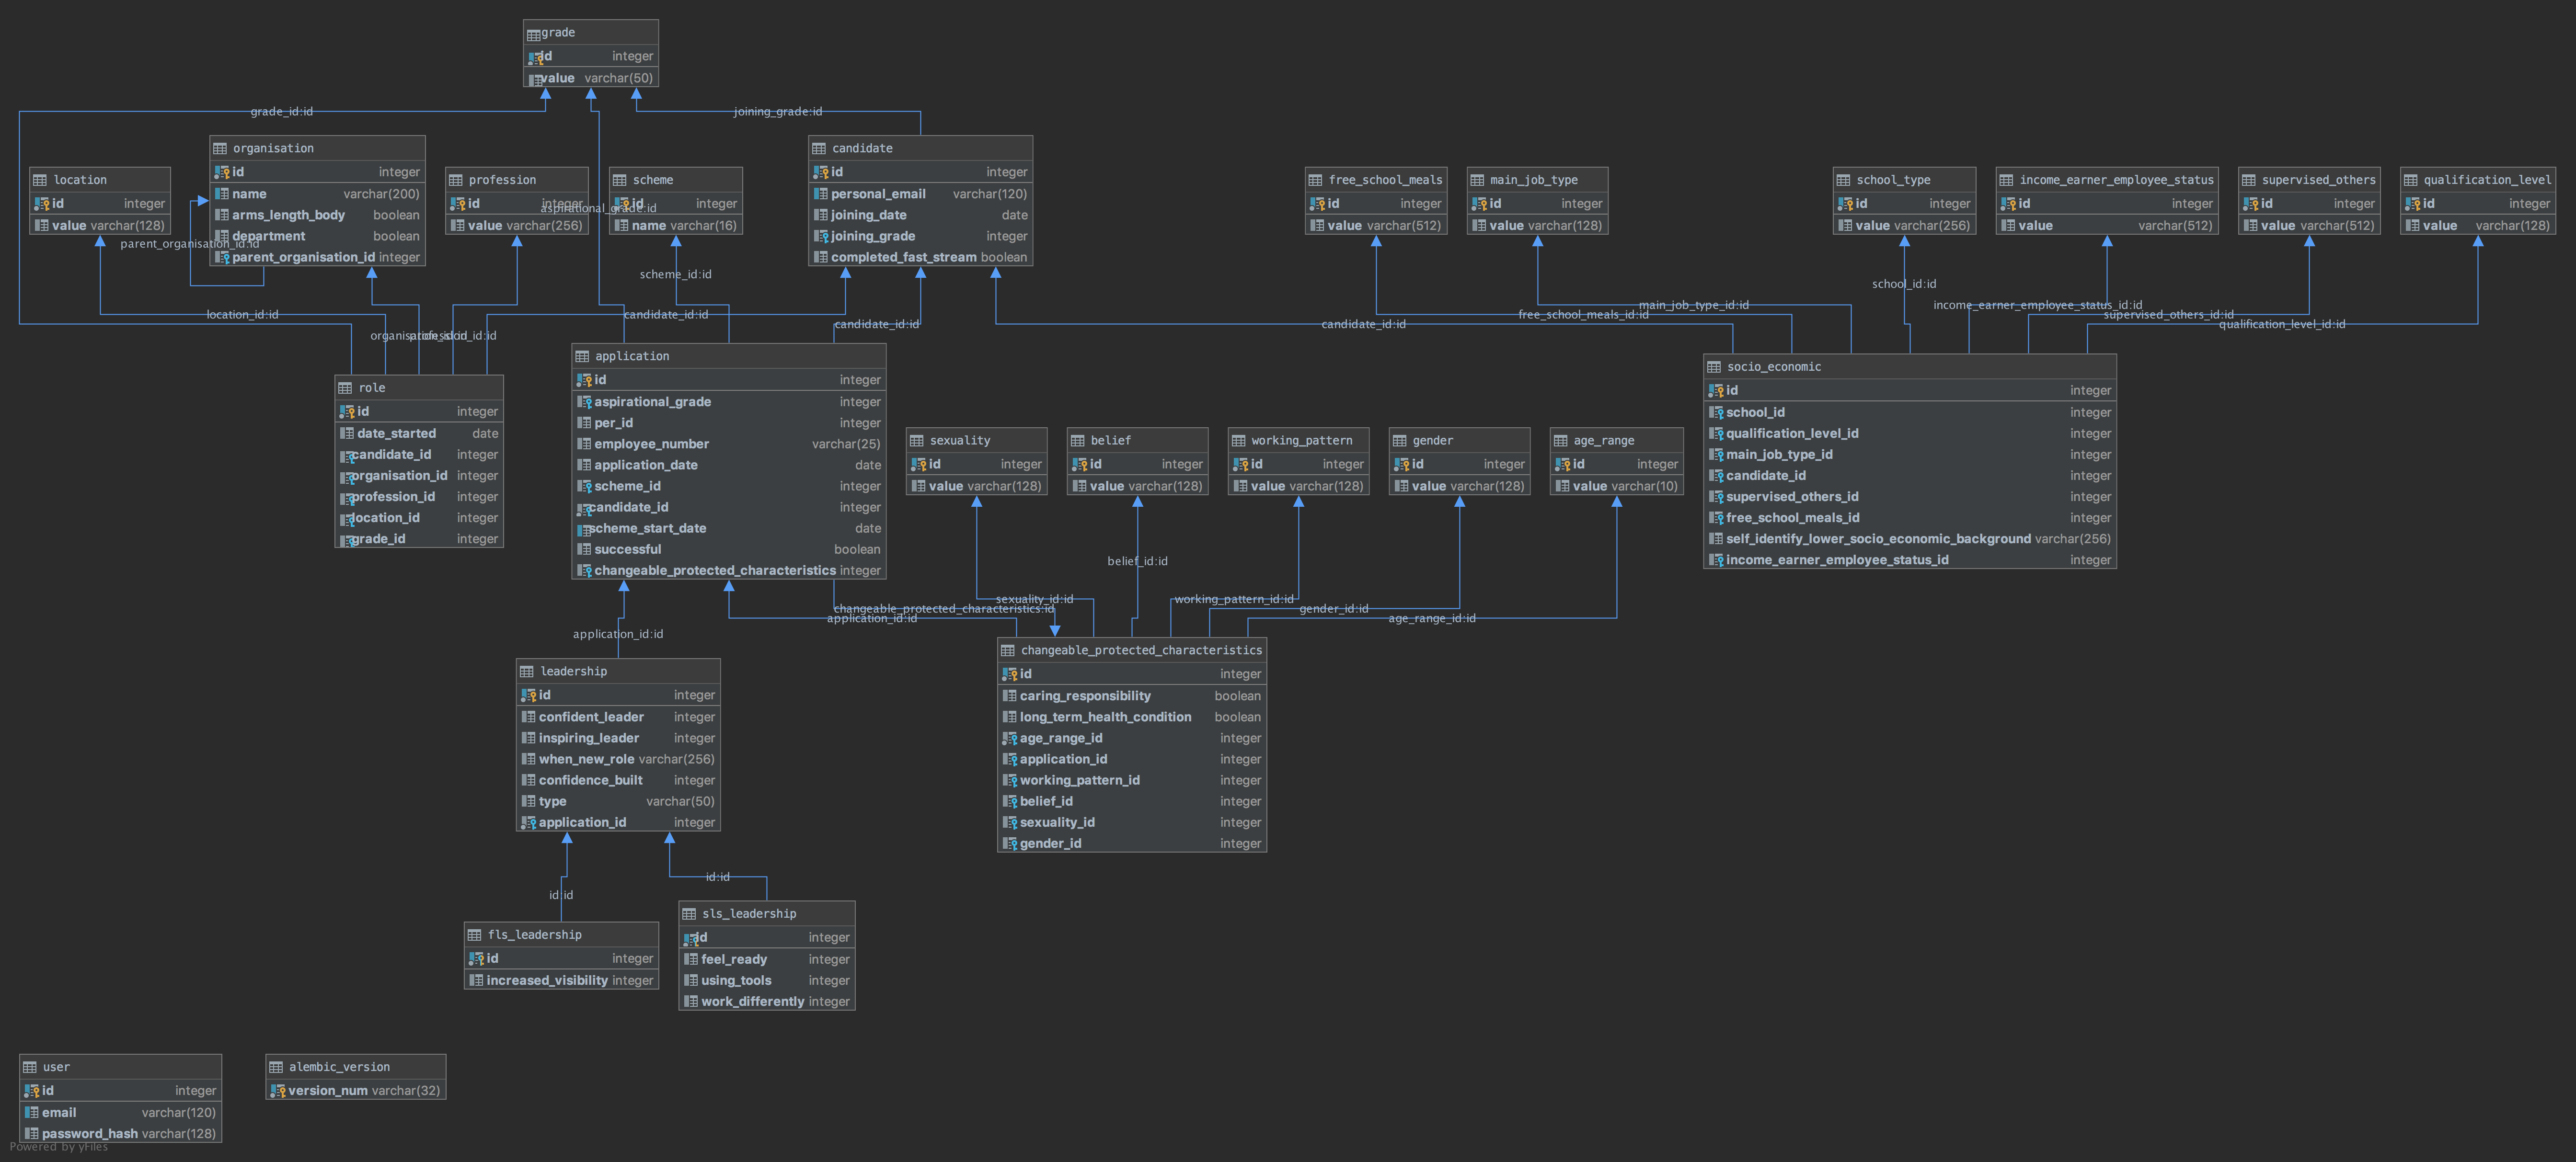 grade
id integer
value varchar(50)
grade_id:id
joining_grade:id
organisation
id integer
name varchar(200)
arms_length_body boolean
department boolean
parent_organisation_id integer
candidate
id integer
personal_email varchar(120)
joining_date date
joining_grade integer
completed_fast_stream boolean
location
id integer
value varchar(128)
parent_organisation_id:id
profession
id integer
value varchar(256)
aspirational_grade:id
scheme
id integer
name varchar(16)
free_school_meals
id integer
value varchar(512)
main_job_type
id integer
value varchar(128)
school_type
id integer
value varchar(256)
income_earner_employee_status
id integer
value varchar(512)
supervised_others
id integer
value varchar(512)
qualification_level
id integer
value varchar(128)
scheme_id:id
school_id:id
main_job_type_id:id
income_earner_employee_status_id:id
location_id:id
candidate_id:id
free_school_meals_id:id
supervised_others_id:id
candidate_id:id
candidate_id:id
qualification_level_id:id
organisation_id:id
profession_id:id
application
id integer
aspirational_grade integer
per_id integer
employee_number varchar(25)
application_date date
scheme_id integer
candidate_id integer
scheme_start_date date
successful boolean
changeable_protected_characteristics integer
socio_economic
id integer
school_id integer
qualification_level_id integer
main_job_type_id integer
candidate_id integer
supervised_others_id integer
free_school_meals_id integer
self_identify_lower_socio_economic_background varchar(256)
income_earner_employee_status_id integer
role
id integer
date_started date
candidate_id integer
organisation_id integer
profession_id integer
location_id integer
grade_id integer
sexuality
id integer
value varchar(128)
belief
id integer
value varchar(128)
working_pattern
id integer
value varchar(128)
gender
id integer
value varchar(128)
age_range
id integer
value varchar(10)
belief_id:id
sexuality_id:id
working_pattern_id:id
changeable_protected_characteristics:id
gender_id:id
application_id:id
age_range_id:id
application_id:id
changeable_protected_characteristics
id integer
caring_responsibility boolean
long_term_health_condition boolean
age_range_id integer
application_id integer
working_pattern_id integer
belief_id integer
sexuality_id integer
gender_id integer
leadership
id integer
confident_leader integer
inspiring_leader integer
when_new_role varchar(256)
confidence_built integer
type varchar(50)
application_id integer
id:id
id:id
sls_leadership
id integer
feel_ready integer
using_tools integer
work_differently integer
fls_leadership
id integer
increased_visibility integer
user
id integer
email varchar(120)
password_hash varchar(128)
alembic_version
version_num varchar(32)
Powered by yFiles